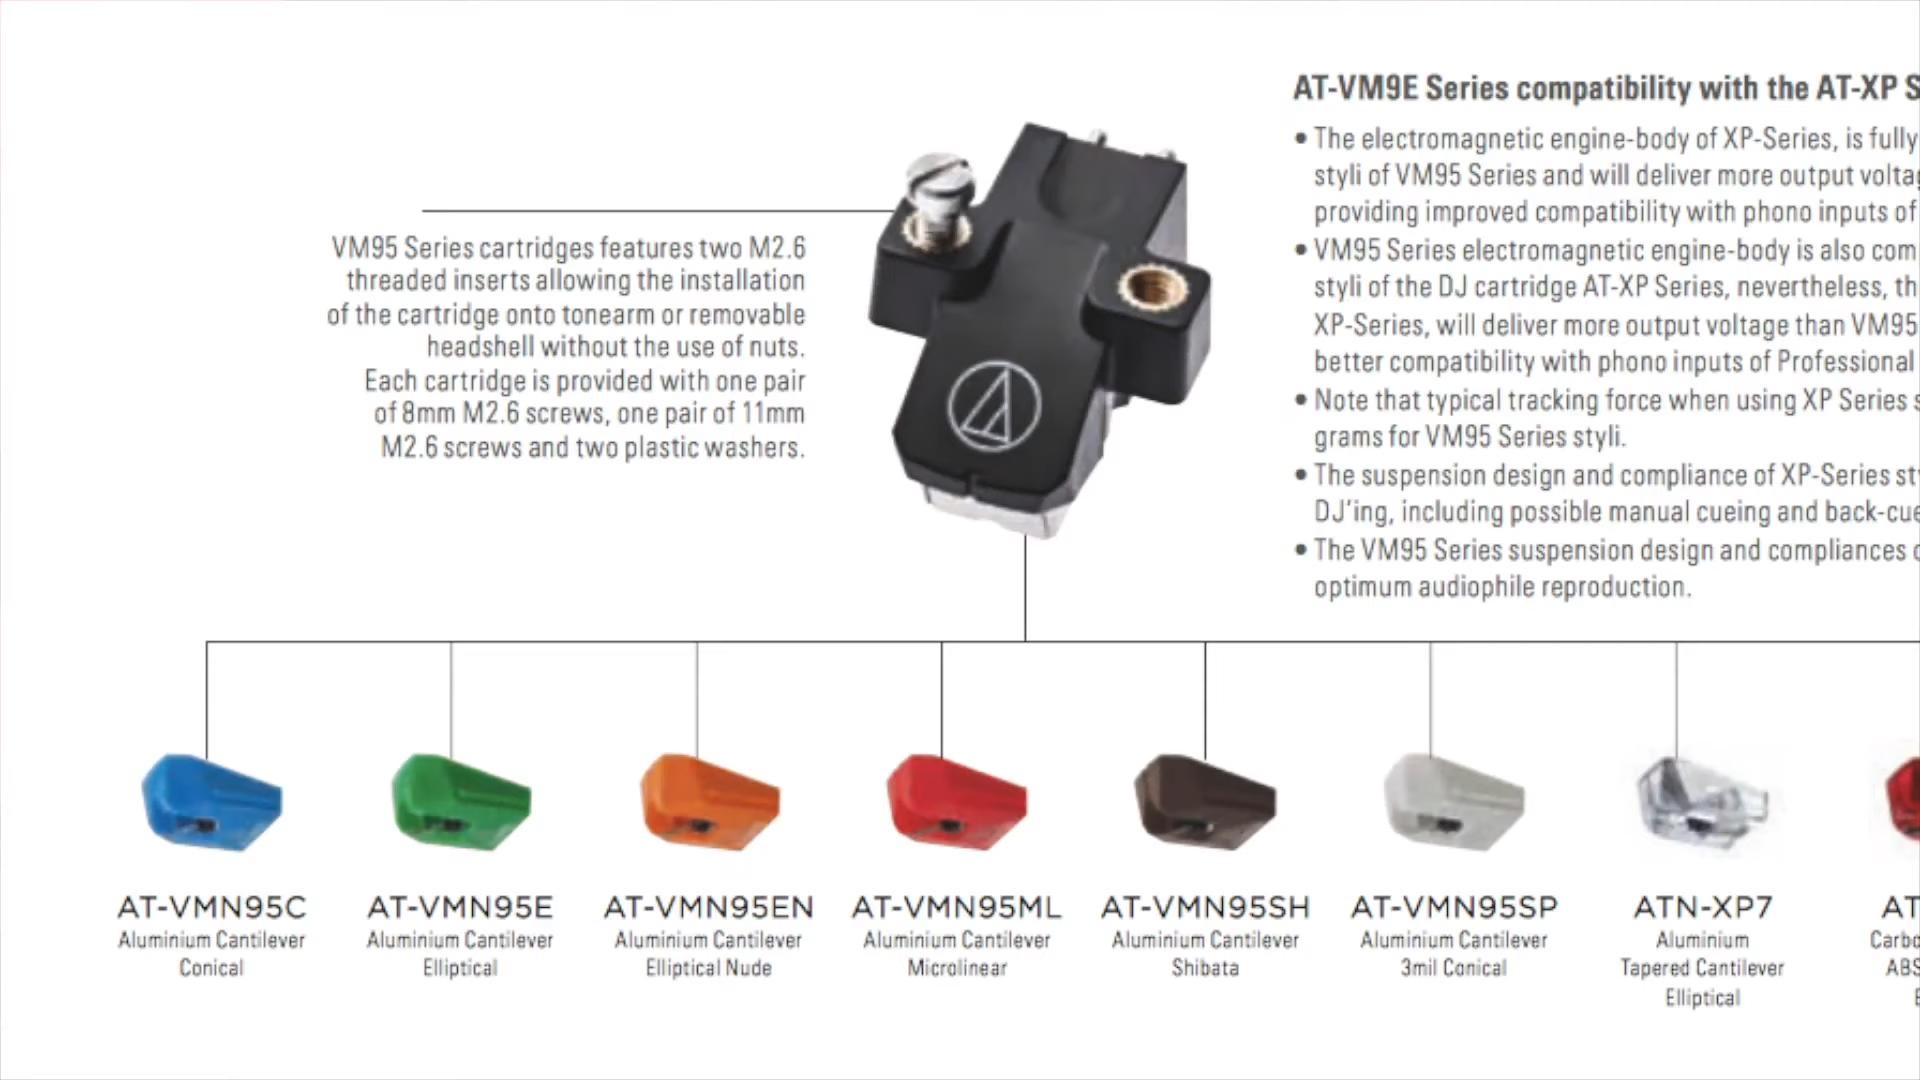 AT-VM9E Series compatibility with the AT-XP S
• The electromagnetic engine-body of XP-Series, is fully
styli of VM95 Series and will deliver more output
providing improved compatibility with phono inputs of
• VM95 Series electromagnetic engine-body is also com
styli of the DJ cartridge AT-XP Series, nevertheless, th
XP-Series, will deliver more output voltage than VM95
better compatibility with phono inputs of Professional
• Note that typical tracking force when using XP Series
grams for VM95 Series styli.
• The suspension design and compliance of XP-Series
DJ'ing, including possible manual cueing and
• The VM95 Series suspension design and compliances
optimum audiophile reproduction.
VM95 Series cartridges features two M2.6
threaded inserts allowing the installation
of the cartridge onto tonearm or removable
headshell without the use of nuts.
Each cartridge is provided with one pair
of 8mm M2.6 screws, one pair of 11mm
M2.6 screws and two plastic washers.
AT-VMN95C
Aluminium Cantilever
Conical
AT-VMN95E
Aluminium Cantilever
Elliptical
AT-VMN95EN
Aluminium Cantilever
Elliptical Nude
AT-VMN95ML
Aluminium Cantilever
Microlinear
AT-VMN95SH
Aluminium Cantilever
Shibata
AT-VMN95SP
Aluminium Cantilever
3mil Conical
ATN-XP7
Aluminium
Tapered Cantilever
Elliptical
AT
Carbo
ABS